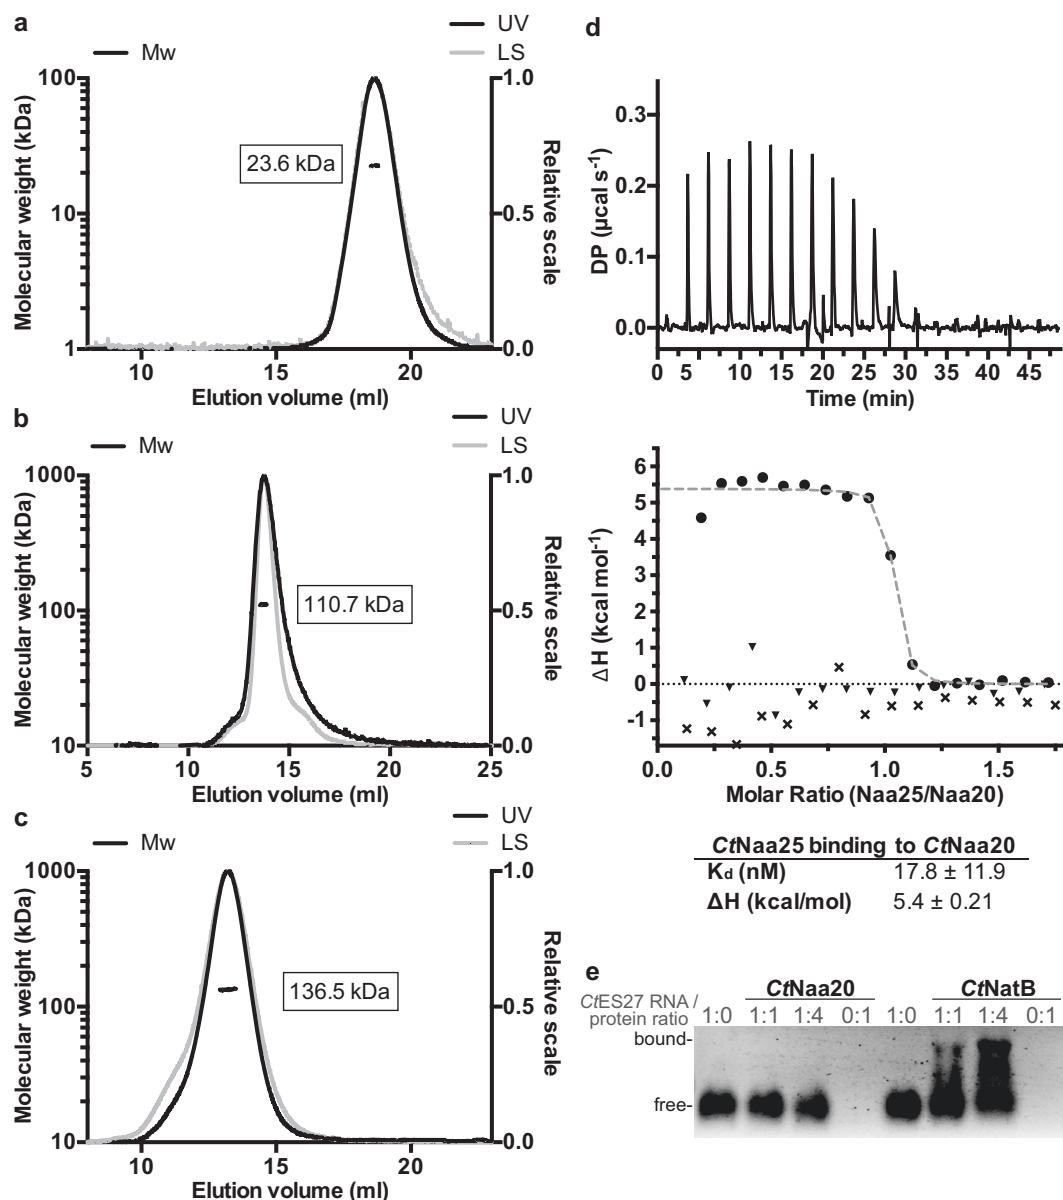 a
UV
Mw
LS
100
10
1
1.0
0.5
0.0
23.6 kDa
Molecular weight (kDa)
Relative scale
10 15 20
Elution volume (ml)
b
UV
Mw
LS
1000
100
10
1.0
0.5
0.0
110.7 kDa
Molecular weight (kDa)
Relative scale
5 10 15 20 25
Elution volume (ml)
c
UV
Mw
LS
1000
100
10
1.0
0.5
0.0
136.5 kDa
Molecular weight (kDa)
Relative scale
10 15 20
Elution volume (ml)
d
0.3
0.2
0.1
0.0
DP (µcal s⁻¹)
0 5 10 15 20 25 30 35 40 45
Time (min)
6
5
4
3
2
1
0
-1
ΔH (kcal mol⁻¹)
0.0 0.5 1.0 1.5
Molar Ratio (Naa25/Naa20)
CtNaa25 binding to CtNaa20
Kd (nM) 17.8 ± 11.9
ΔH (kcal/mol) 5.4 ± 0.21
e
CtNaa20 CtNatB
CtES27 RNA /
protein ratio 1:0 1:1 1:4 0:1 1:0 1:1 1:4 0:1
bound-
free-